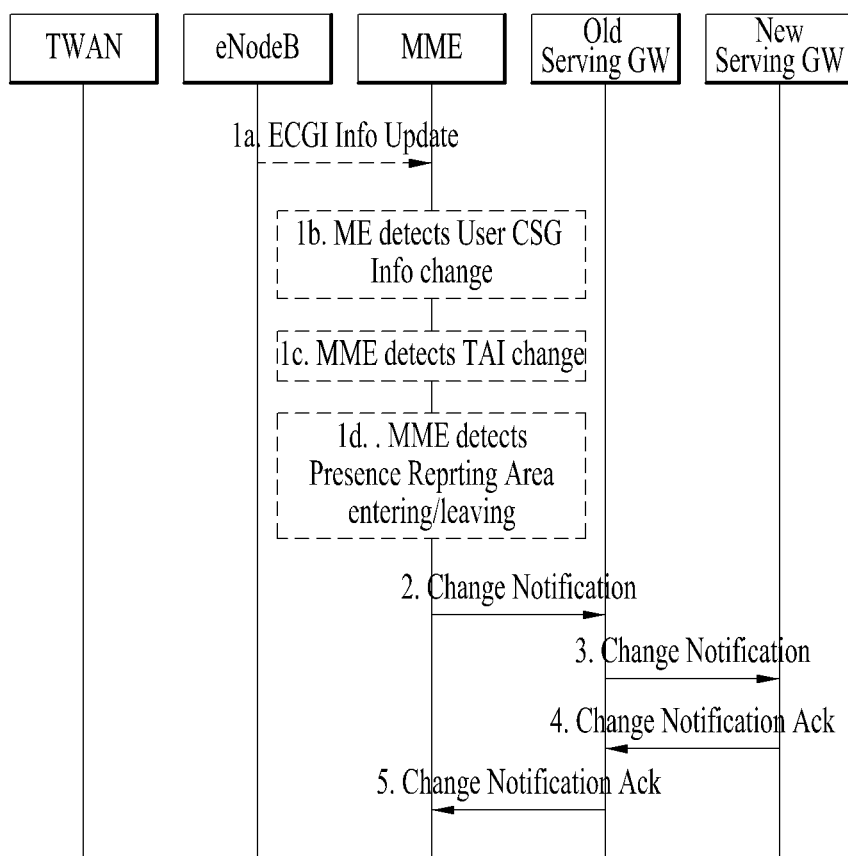 TWAN
eNodeB
MME
Old
Serving GW
New
Serving GW
1a. ECGI Info Update
1b. ME detects User CSG
Info change
1c. MME detects TAI change
1d. . MME detects
Presence Reprting Area
entering/leaving
2. Change Notification
3. Change Notification
4. Change Notification Ack
5. Change Notification Ack